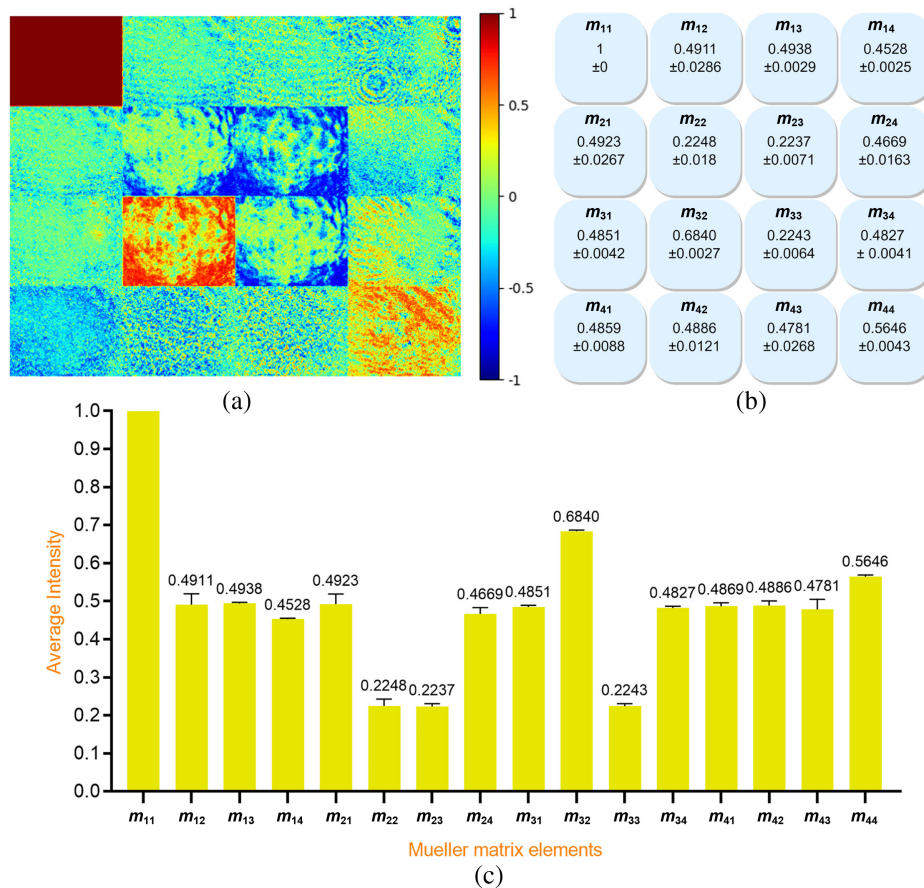 1
0.5
0
-0.5
-1
(a)
m11 m12 m13 m14
1 0.4911 0.4938 0.4528
±0 ±0.0286 ±0.0029 ±0.0025
m21 m22 m23 m24
0.4923 0.2248 0.2237 0.4669
±0.0267 ±0.018 ±0.0071 ±0.0163
m31 m32 m33 m34
0.4851 0.6840 0.2243 0.4827
±0.0042 ±0.0027 ±0.0064 ± 0.0041
m41 m42 m43 m44
0.4859 0.4886 0.4781 0.5646
±0.0088 ±0.0121 ±0.0268 ±0.0043
(b)
Average Intensity
1.0
0.9
0.8
0.7
0.6
0.5
0.4
0.3
0.2
0.1
0.0
0.4911 0.4938 0.4528 0.4923 0.2248 0.2237 0.4669 0.4851 0.6840 0.2243 0.4827 0.4869 0.4886 0.4781 0.5646
m11 m12 m13 m14 m21 m22 m23 m24 m31 m32 m33 m34 m41 m42 m43 m44
Mueller matrix elements
(c)